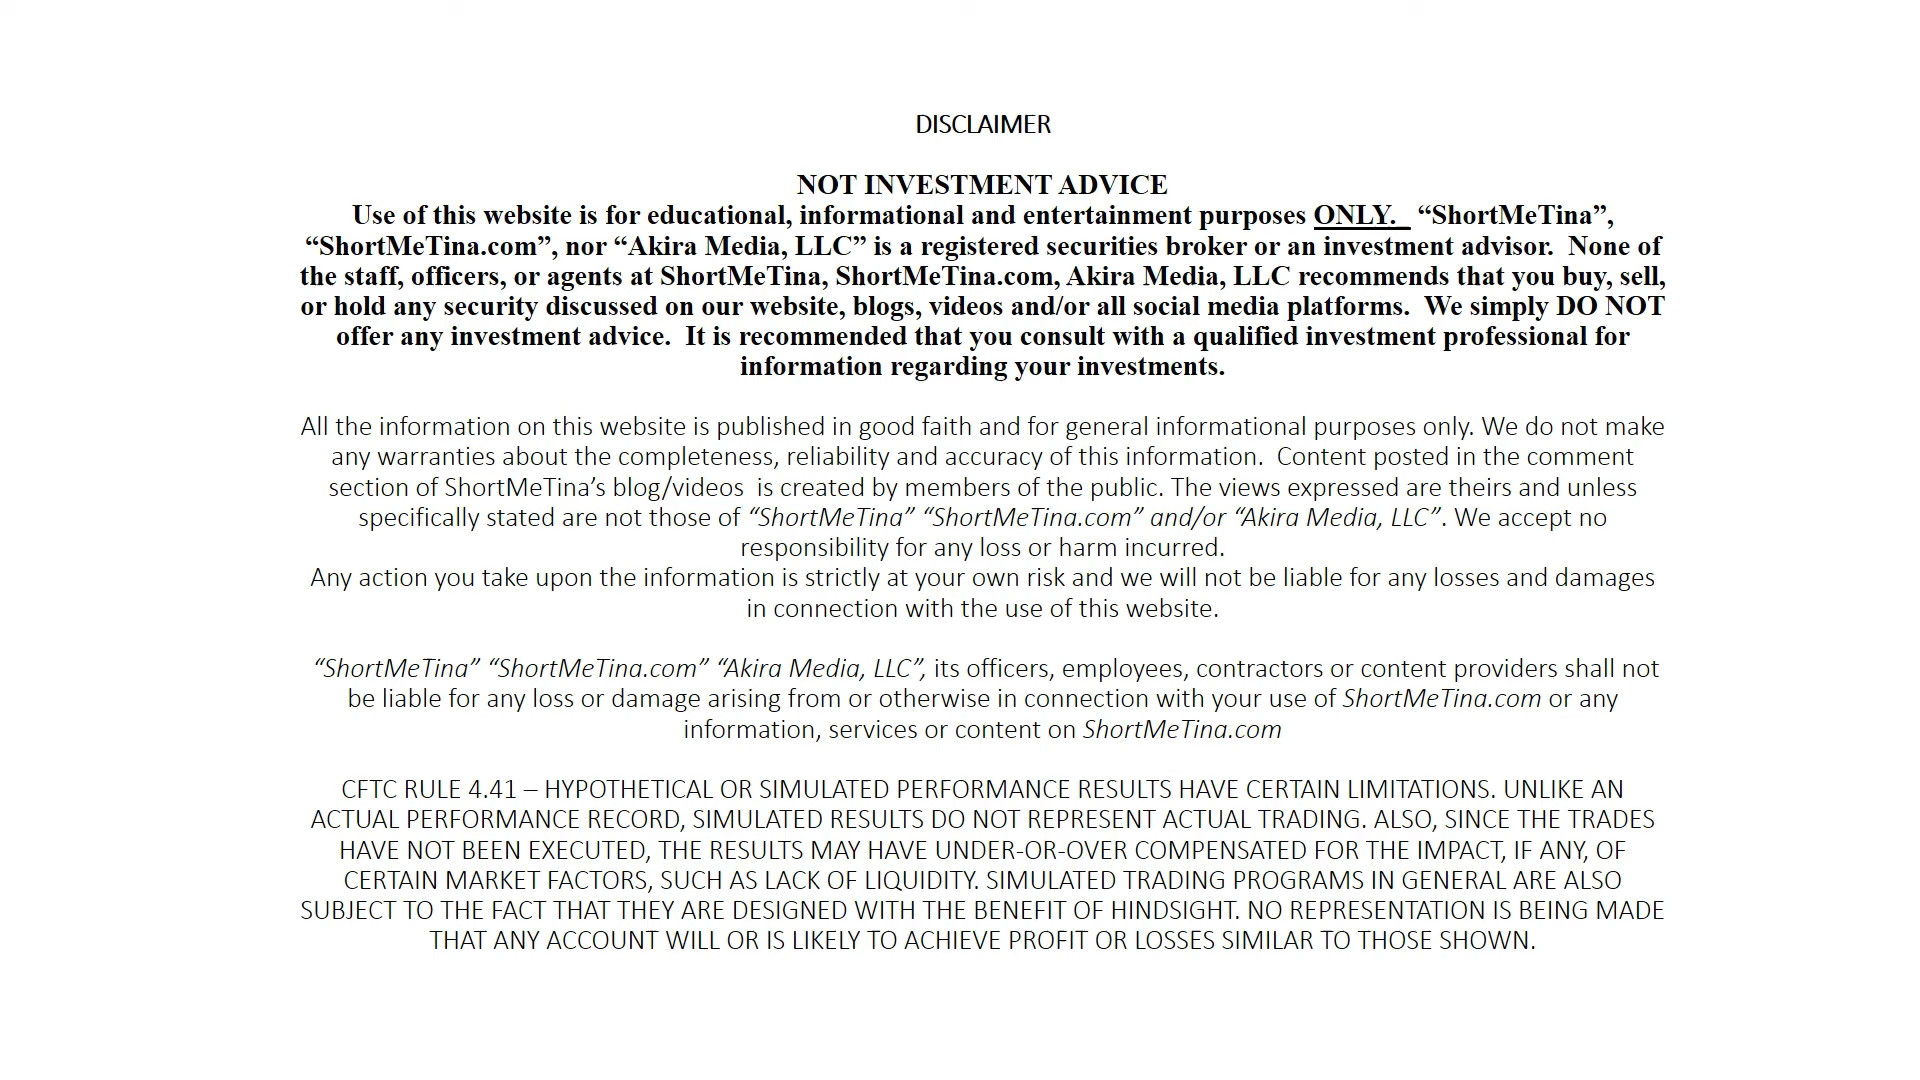 DISCLAIMER
NOT INVESTMENT ADVICE
Use of this website is for educational, informational and entertainment purposes ONLY.  “ShortMeTina”,
“ShortMeTina.com”, nor “Akira Media, LLC” is a registered securities broker or an investment advisor.  None of
the staff, officers, or agents at ShortMeTina, ShortMeTina.com, Akira Media, LLC recommends that you buy, sell,
or hold any security discussed on our website, blogs, videos and/or all social media platforms.  We simply DO NOT
offer any investment advice.  It is recommended that you consult with a qualified investment professional for
information regarding your investments.
All the information on this website is published in good faith and for general informational purposes only. We do not make
any warranties about the completeness, reliability and accuracy of this information.  Content posted in the comment
section of ShortMeTina’s blog/videos  is created by members of the public. The views expressed are theirs and unless
specifically stated are not those of “ShortMeTina” “ShortMeTina.com” and/or “Akira Media, LLC”. We accept no
responsibility for any loss or harm incurred.
Any action you take upon the information is strictly at your own risk and we will not be liable for any losses and damages
in connection with the use of this website.
“ShortMeTina” “ShortMeTina.com” “Akira Media, LLC”, its officers, employees, contractors or content providers shall not
be liable for any loss or damage arising from or otherwise in connection with your use of ShortMeTina.com or any
information, services or content on ShortMeTina.com
CFTC RULE 4.41 – HYPOTHETICAL OR SIMULATED PERFORMANCE RESULTS HAVE CERTAIN LIMITATIONS. UNLIKE AN
ACTUAL PERFORMANCE RECORD, SIMULATED RESULTS DO NOT REPRESENT ACTUAL TRADING. ALSO, SINCE THE TRADES
HAVE NOT BEEN EXECUTED, THE RESULTS MAY HAVE UNDER-OR-OVER COMPENSATED FOR THE IMPACT, IF ANY, OF
CERTAIN MARKET FACTORS, SUCH AS LACK OF LIQUIDITY. SIMULATED TRADING PROGRAMS IN GENERAL ARE ALSO
SUBJECT TO THE FACT THAT THEY ARE DESIGNED WITH THE BENEFIT OF HINDSIGHT. NO REPRESENTATION IS BEING MADE
THAT ANY ACCOUNT WILL OR IS LIKELY TO ACHIEVE PROFIT OR LOSSES SIMILAR TO THOSE SHOWN.